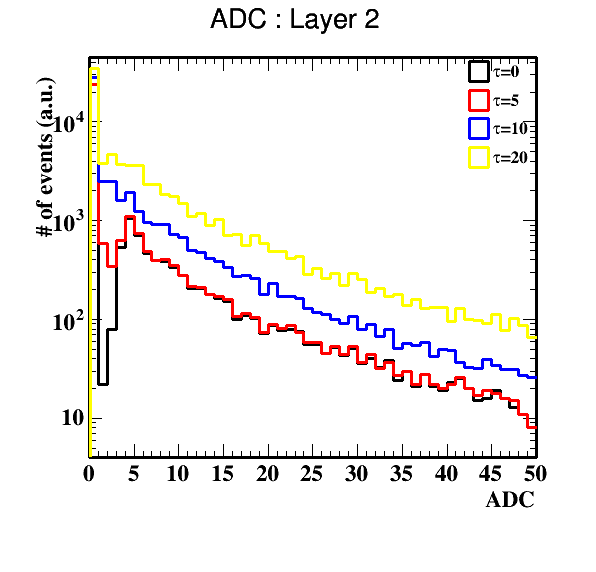 ADC : Layer 2
# of events (a.u.)
τ=0
τ=5
τ=10
τ=20
10⁴
10³
10²
10
0 5 10 15 20 25 30 35 40 45 50
ADC